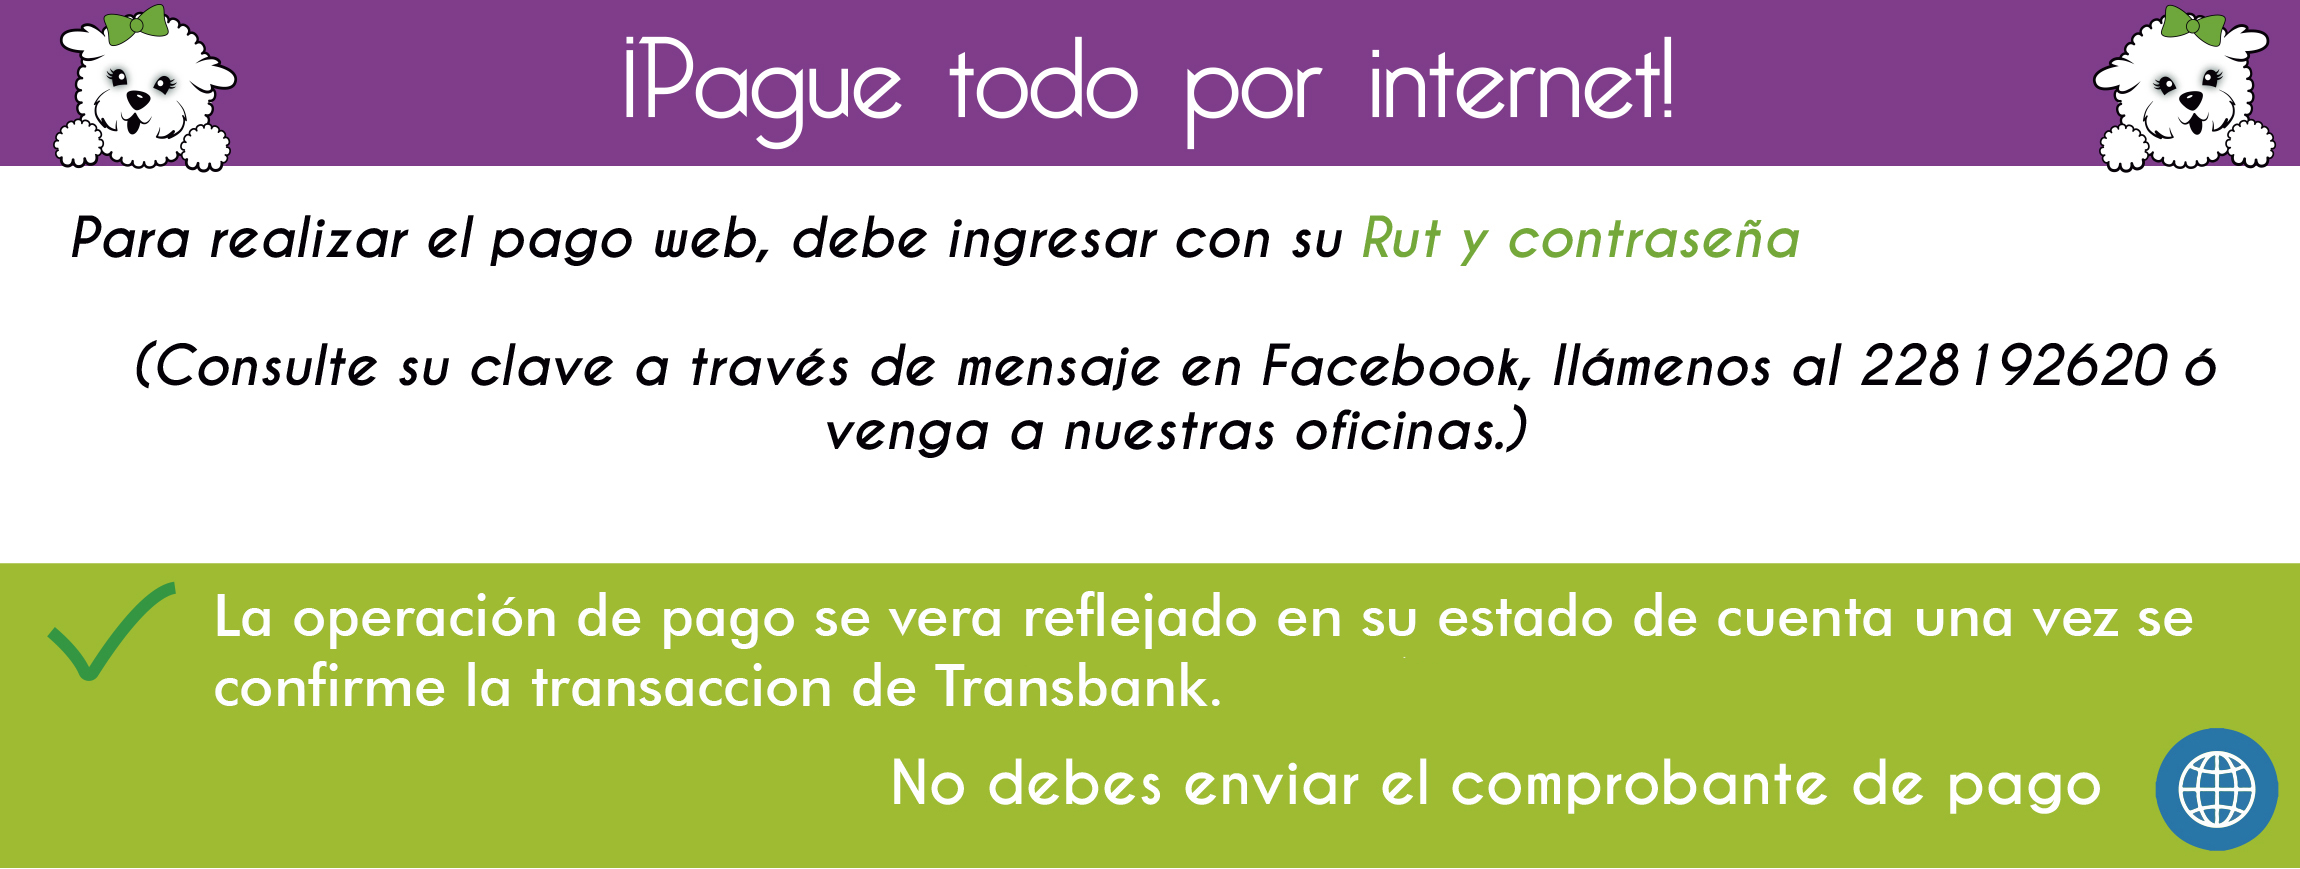 ¡Pague todo por internet!
Para realizar el pago web, debe ingresar con su Rut y contraseña
(Consulte su clave a través de mensaje en Facebook, llámenos al 228192620 ó
venga a nuestras oficinas.)
La operación de pago se vera reflejado en su estado de cuenta una vez se
confirme la transaccion de Transbank.
No debes enviar el comprobante de pago